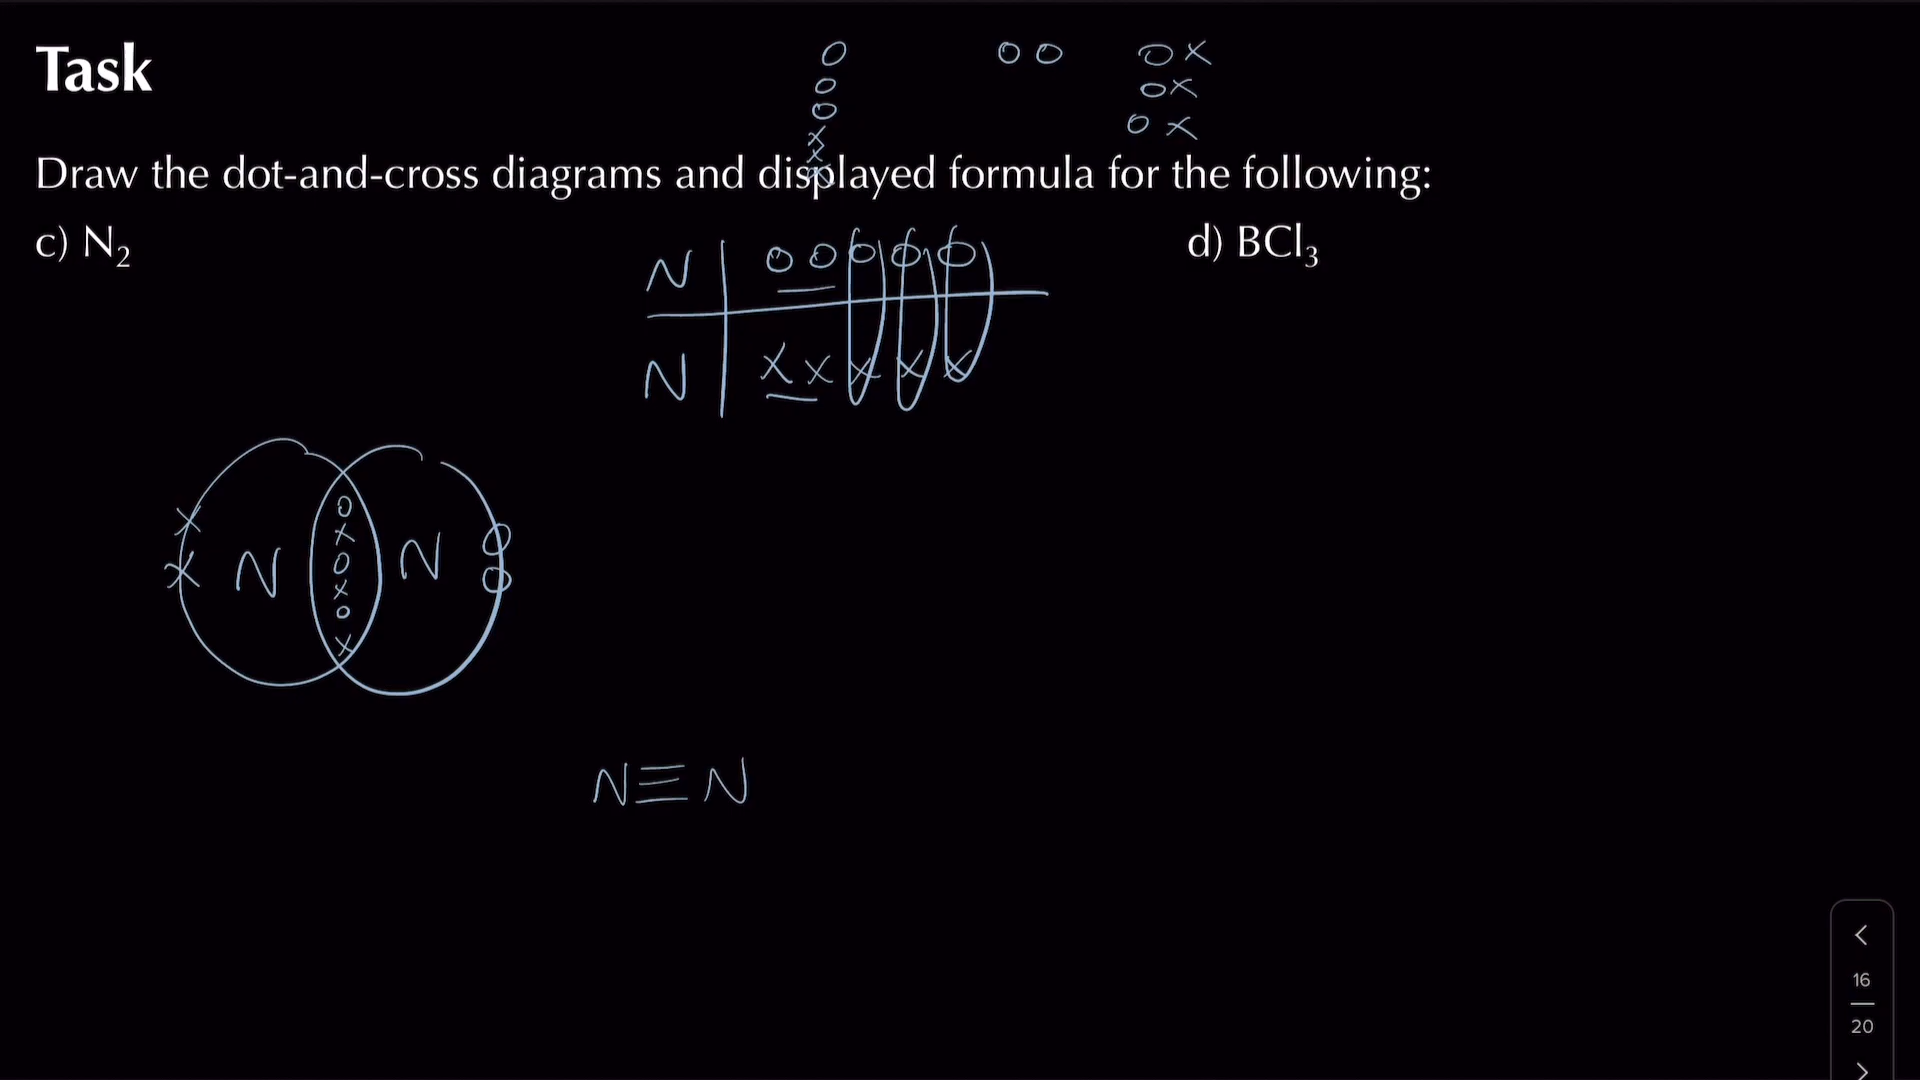 Task
O O O X
O O X
O O X
X
X
X
Draw the dot-and-cross diagrams and displayed formula for the following:
c) N₂
d) BCl₃
N | O O O O O
N | X X X X X
X X N O X O X O X N O O
N≡N
16
20